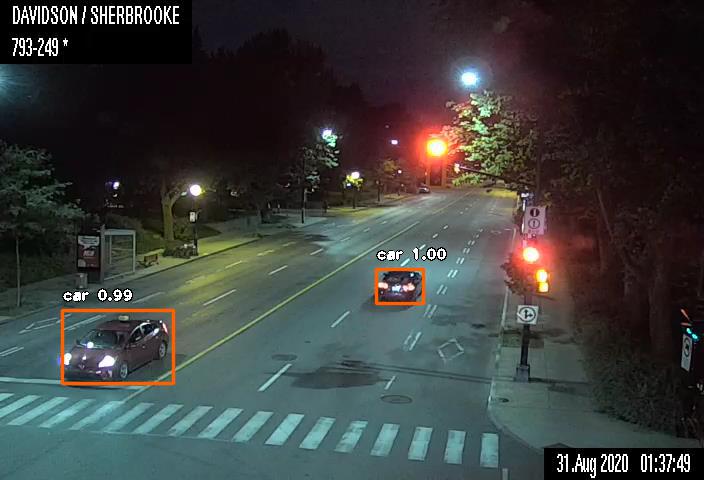 DAVIDSON / SHERBROOKE
793-249 *
car 1.00
car 0.99
31.Aug 2020 01:37:49